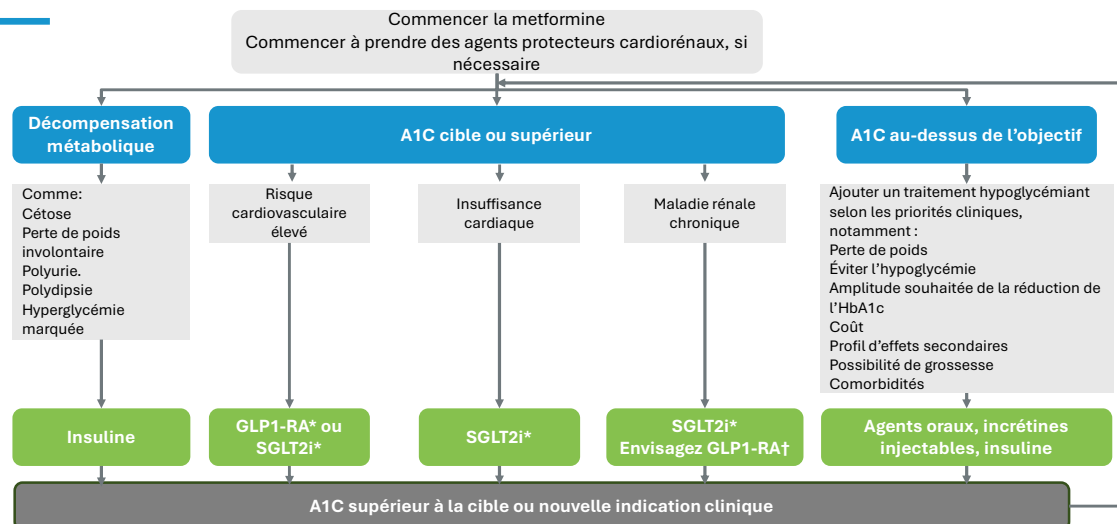 Commencer la metformine
Commencer à prendre des agents protecteurs cardiorénaux, si
nécessaire
Décompensation
métabolique
A1C cible ou supérieur
A1C au-dessus de l’objectif
Comme:
Cétose
Perte de poids
involontaire
Polyurie.
Polydipsie
Hyperglycémie
marquée
Risque
cardiovasculaire
élevé
Insuffisance
cardiaque
Maladie rénale
chronique
Ajouter un traitement hypoglycémiant
selon les priorités cliniques,
notamment :
Perte de poids
Éviter l’hypoglycémie
Amplitude souhaitée de la réduction de
l’HbA1c
Coût
Profil d’effets secondaires
Possibilité de grossesse
Comorbidités
Insuline
GLP1-RA* ou
SGLT2i*
SGLT2i*
SGLT2i*
Envisagez GLP1-RA†
Agents oraux, incrétines
injectables, insuline
A1C supérieur à la cible ou nouvelle indication clinique